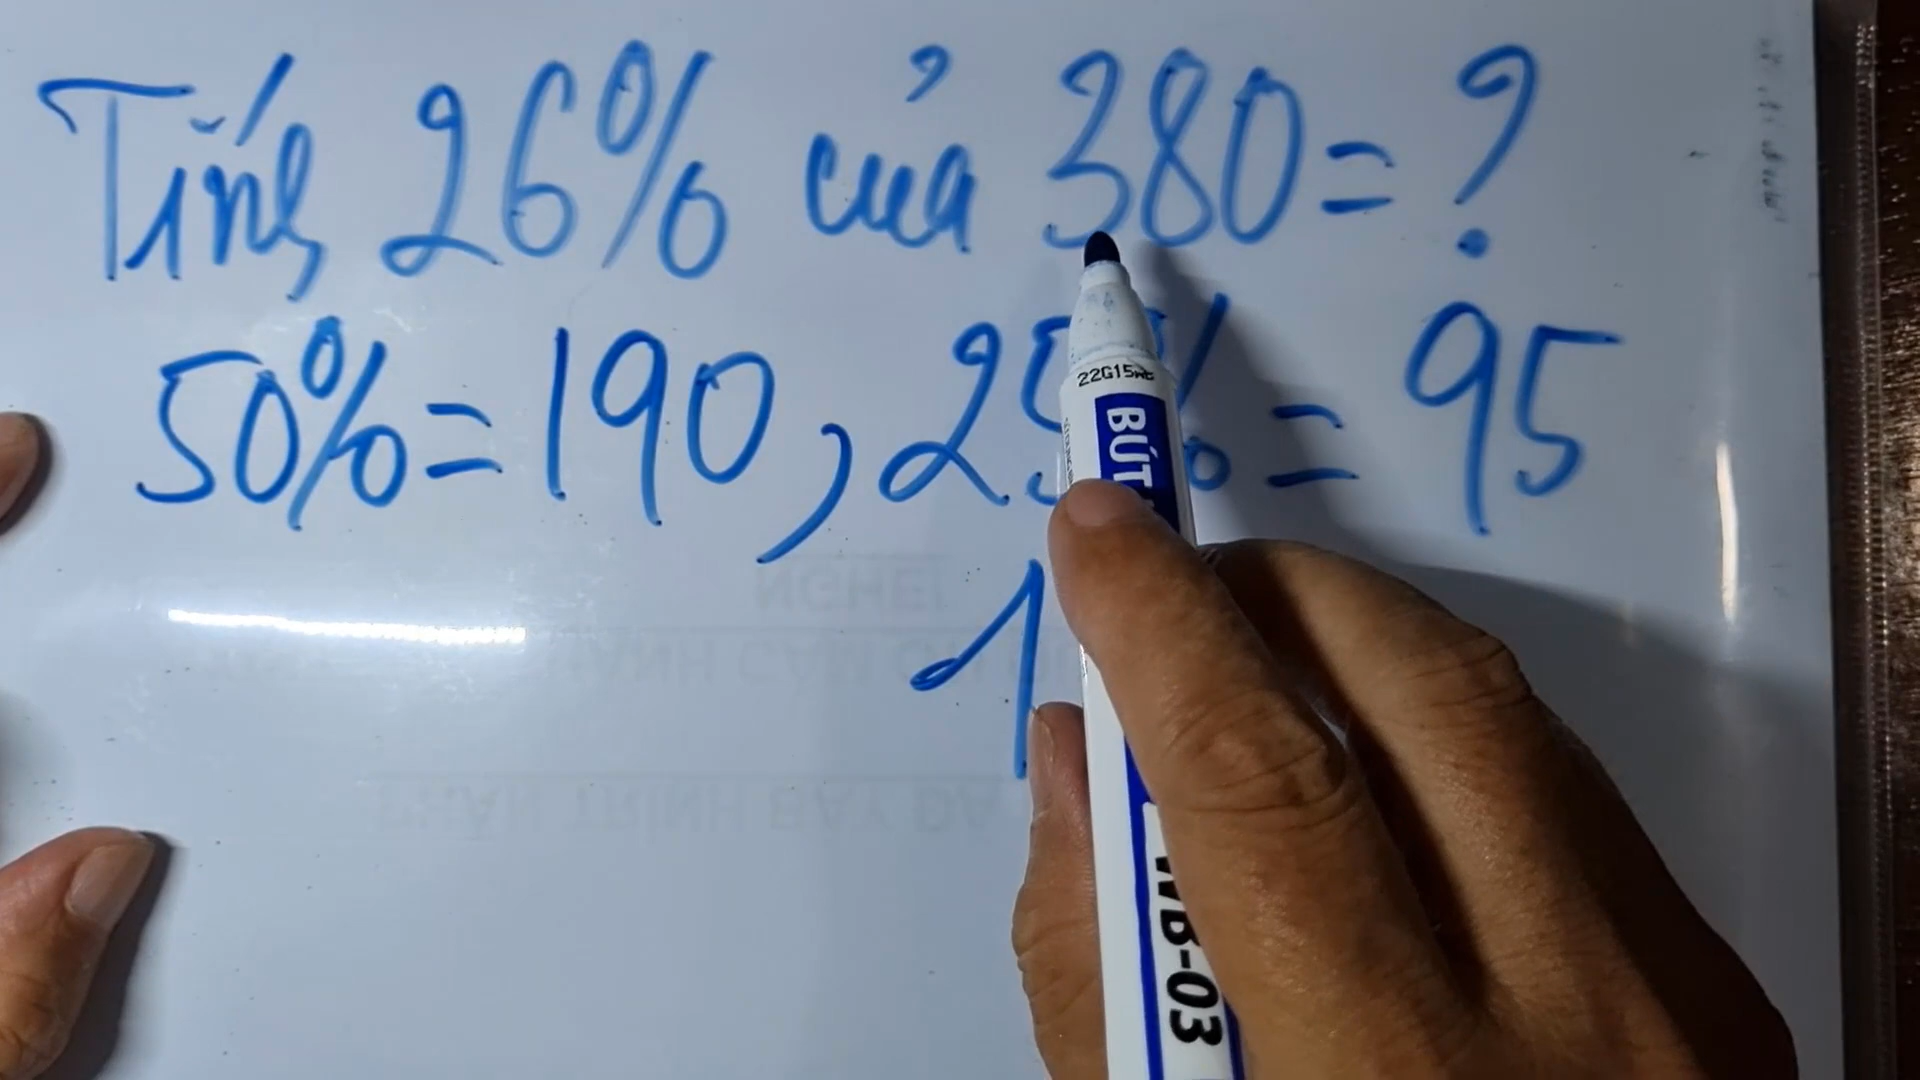 Tính 26% của 380 = ?
50% = 190, 25% = 95
1
22G15
BÚT
WB-03